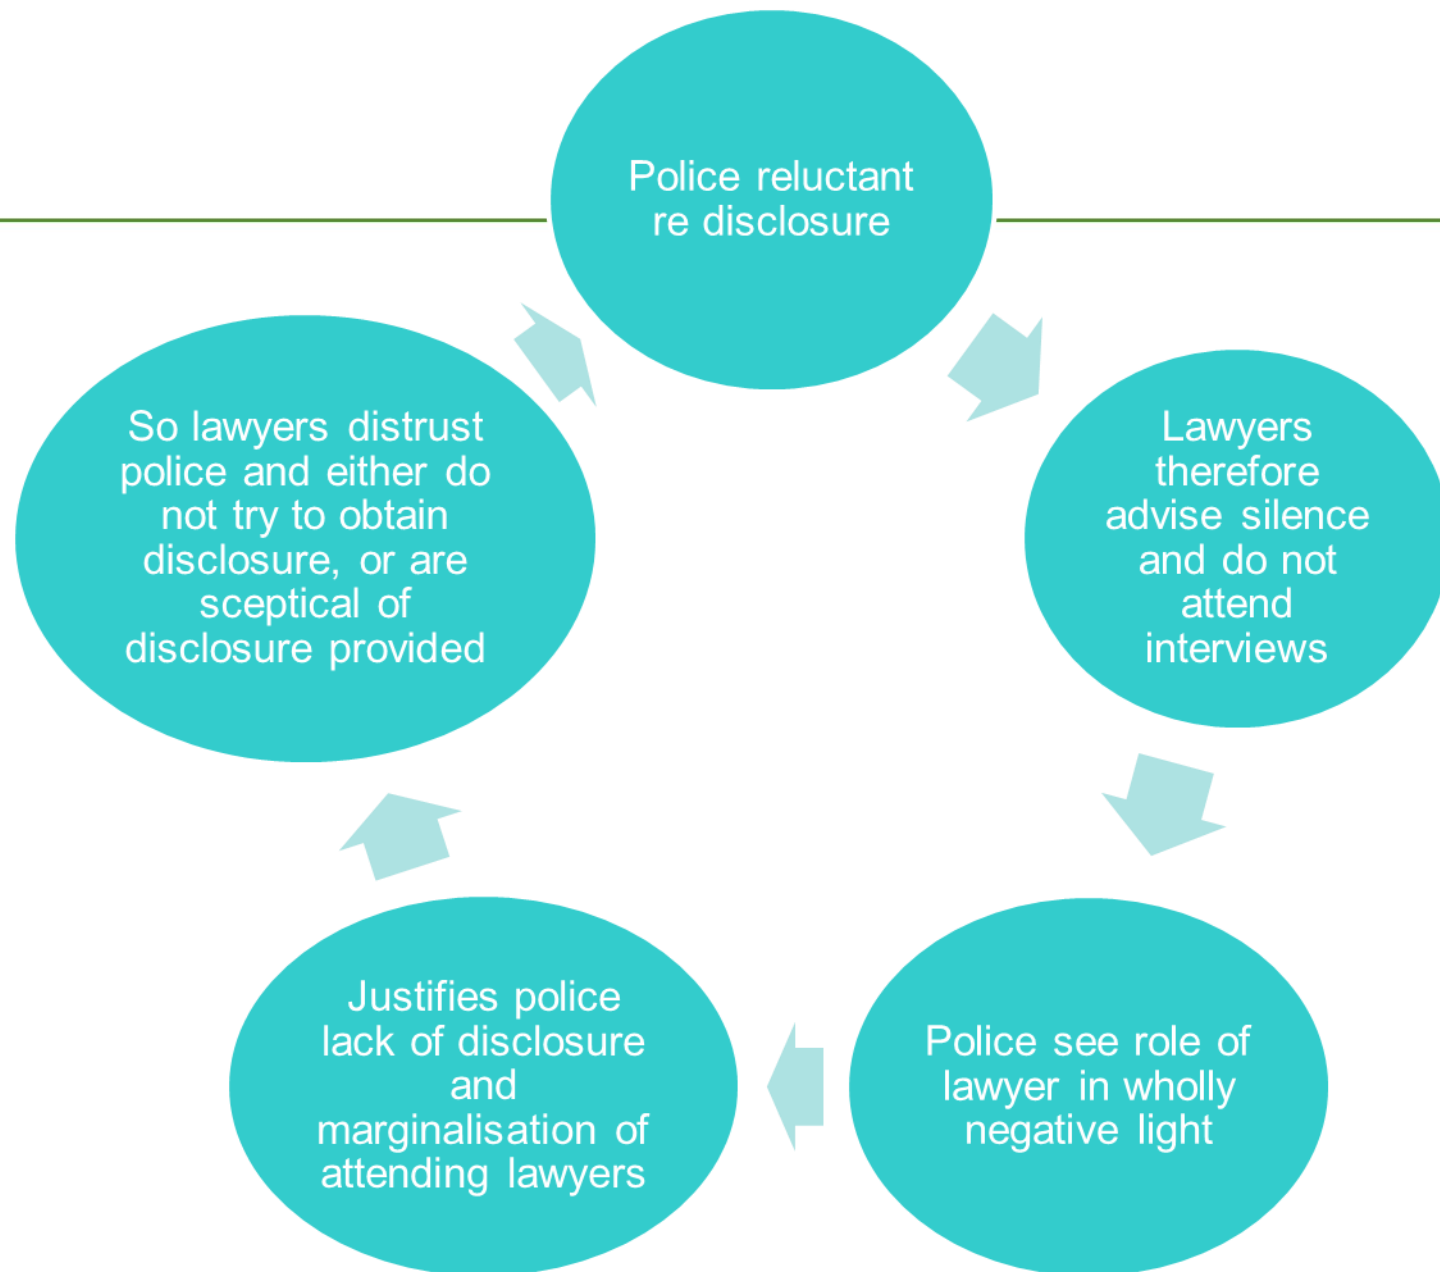 Police reluctant
re disclosure
Lawyers
therefore
advise silence
and do not
attend
interviews
Police see role of
lawyer in wholly
negative light
Justifies police
lack of disclosure
and
marginalisation of
attending lawyers
So lawyers distrust
police and either do
not try to obtain
disclosure, or are
sceptical of
disclosure provided